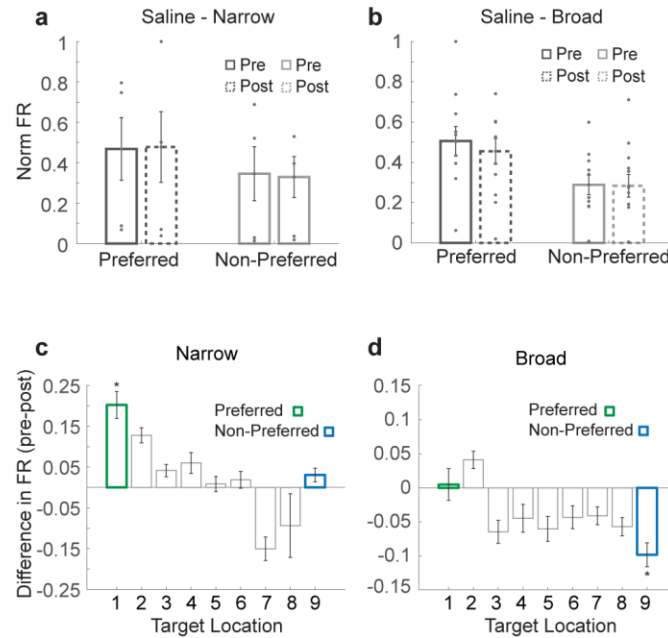 a
Saline - Narrow
Norm FR
1
0.8
0.6
0.4
0.2
0
Pre Pre
Post Post
Preferred Non-Preferred
b
Saline - Broad
1
0.8
0.6
0.4
0.2
0
Pre Pre
Post Post
Preferred Non-Preferred
c
Narrow
Difference in FR (pre-post)
0.25
0.15
0.05
-0.05
-0.15
-0.25
*
Preferred
Non-Preferred
1 2 3 4 5 6 7 8 9
Target Location
d
Broad
0.15
0.1
0.05
0
-0.05
-0.1
-0.15
Preferred
Non-Preferred
*
1 2 3 4 5 6 7 8 9
Target Location